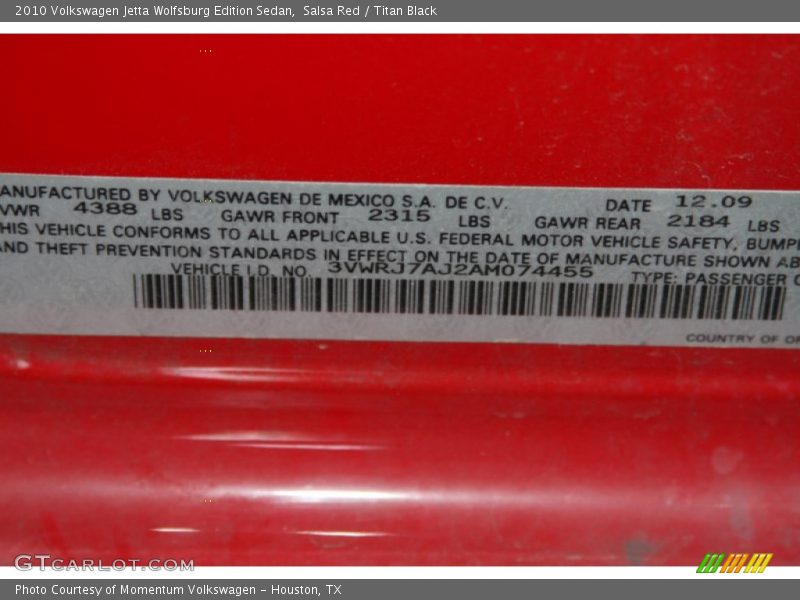 2010 Volkswagen Jetta Wolfsburg Edition Sedan,  Salsa Red / Titan Black
ANUFACTURED BY VOLKSWAGEN DE MEXICO S.A. DE C.V. DATE 12.09
VWR 4388 LBS GAWR FRONT 2315 LBS GAWR REAR 2184 LBS
HIS VEHICLE CONFORMS TO ALL APPLICABLE U.S. FEDERAL MOTOR VEHICLE SAFETY, BUMP
AND THEFT PREVENTION STANDARDS IN EFFECT ON THE DATE OF MANUFACTURE SHOWN AB
VEHICLE I.D. NO. 3VWRJ7AJ2AM074455 TYPE: PASSENGER C
COUNTRY OF OR
GTcarlot.com
Photo Courtesy of Momentum Volkswagen - Houston, TX